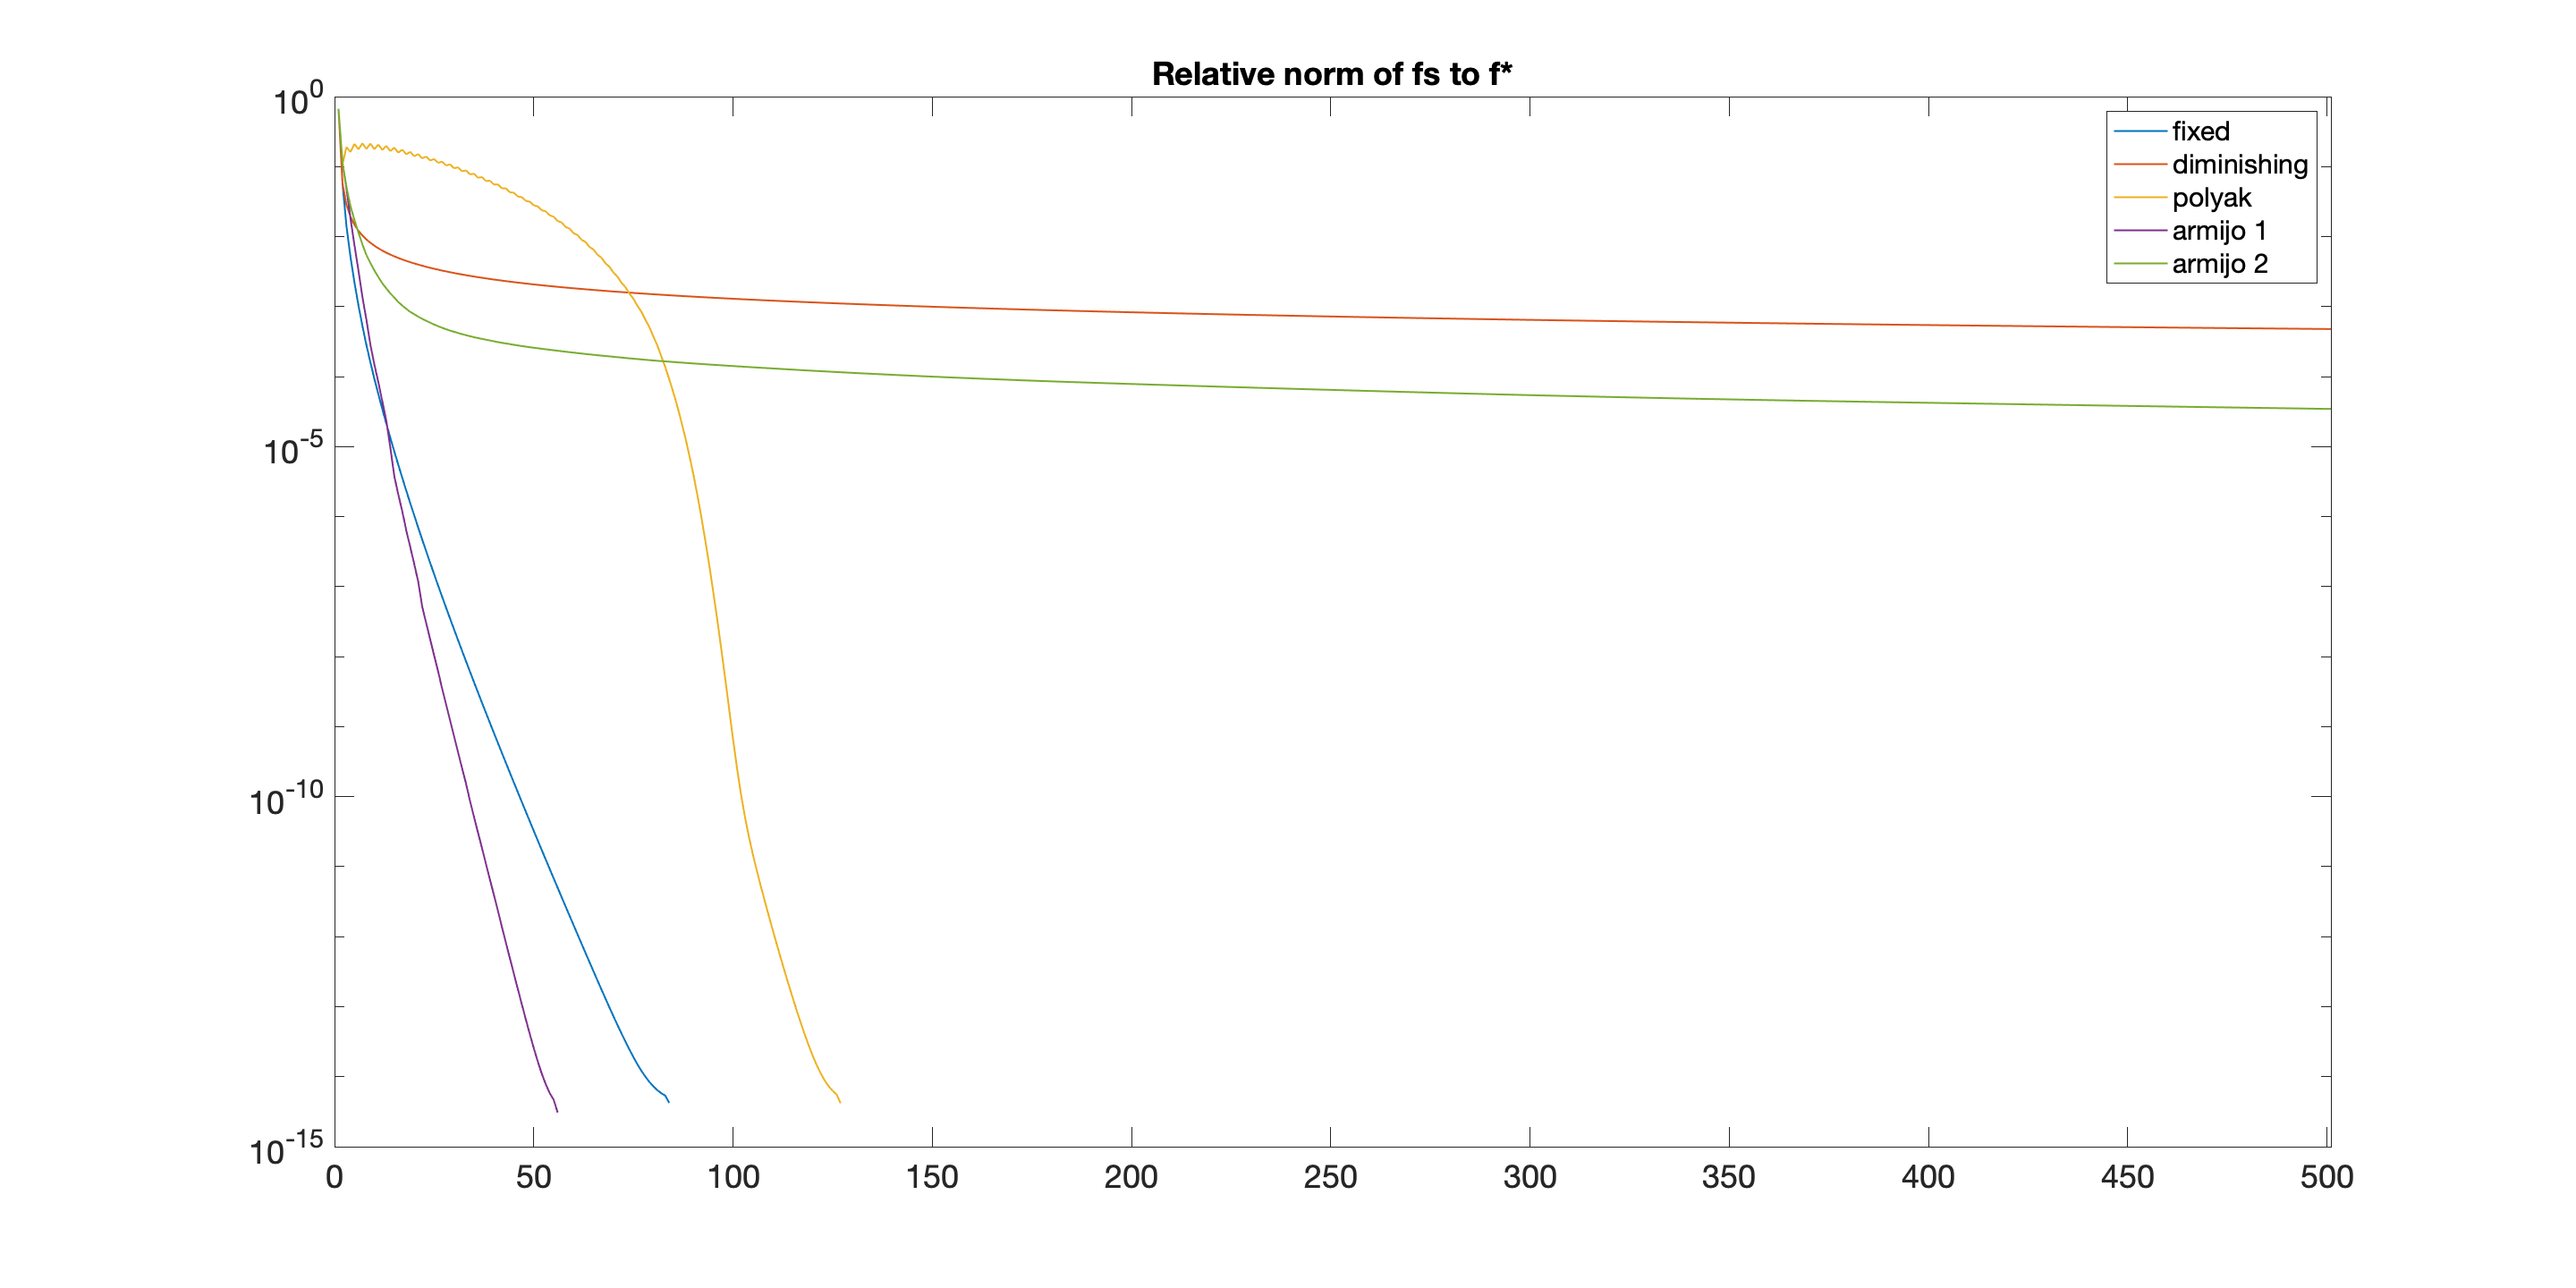 Relative norm of fs to f*
10^0
10^-5
10^-10
10^-15
fixed
diminishing
polyak
armijo 1
armijo 2
0 50 100 150 200 250 300 350 400 450 500